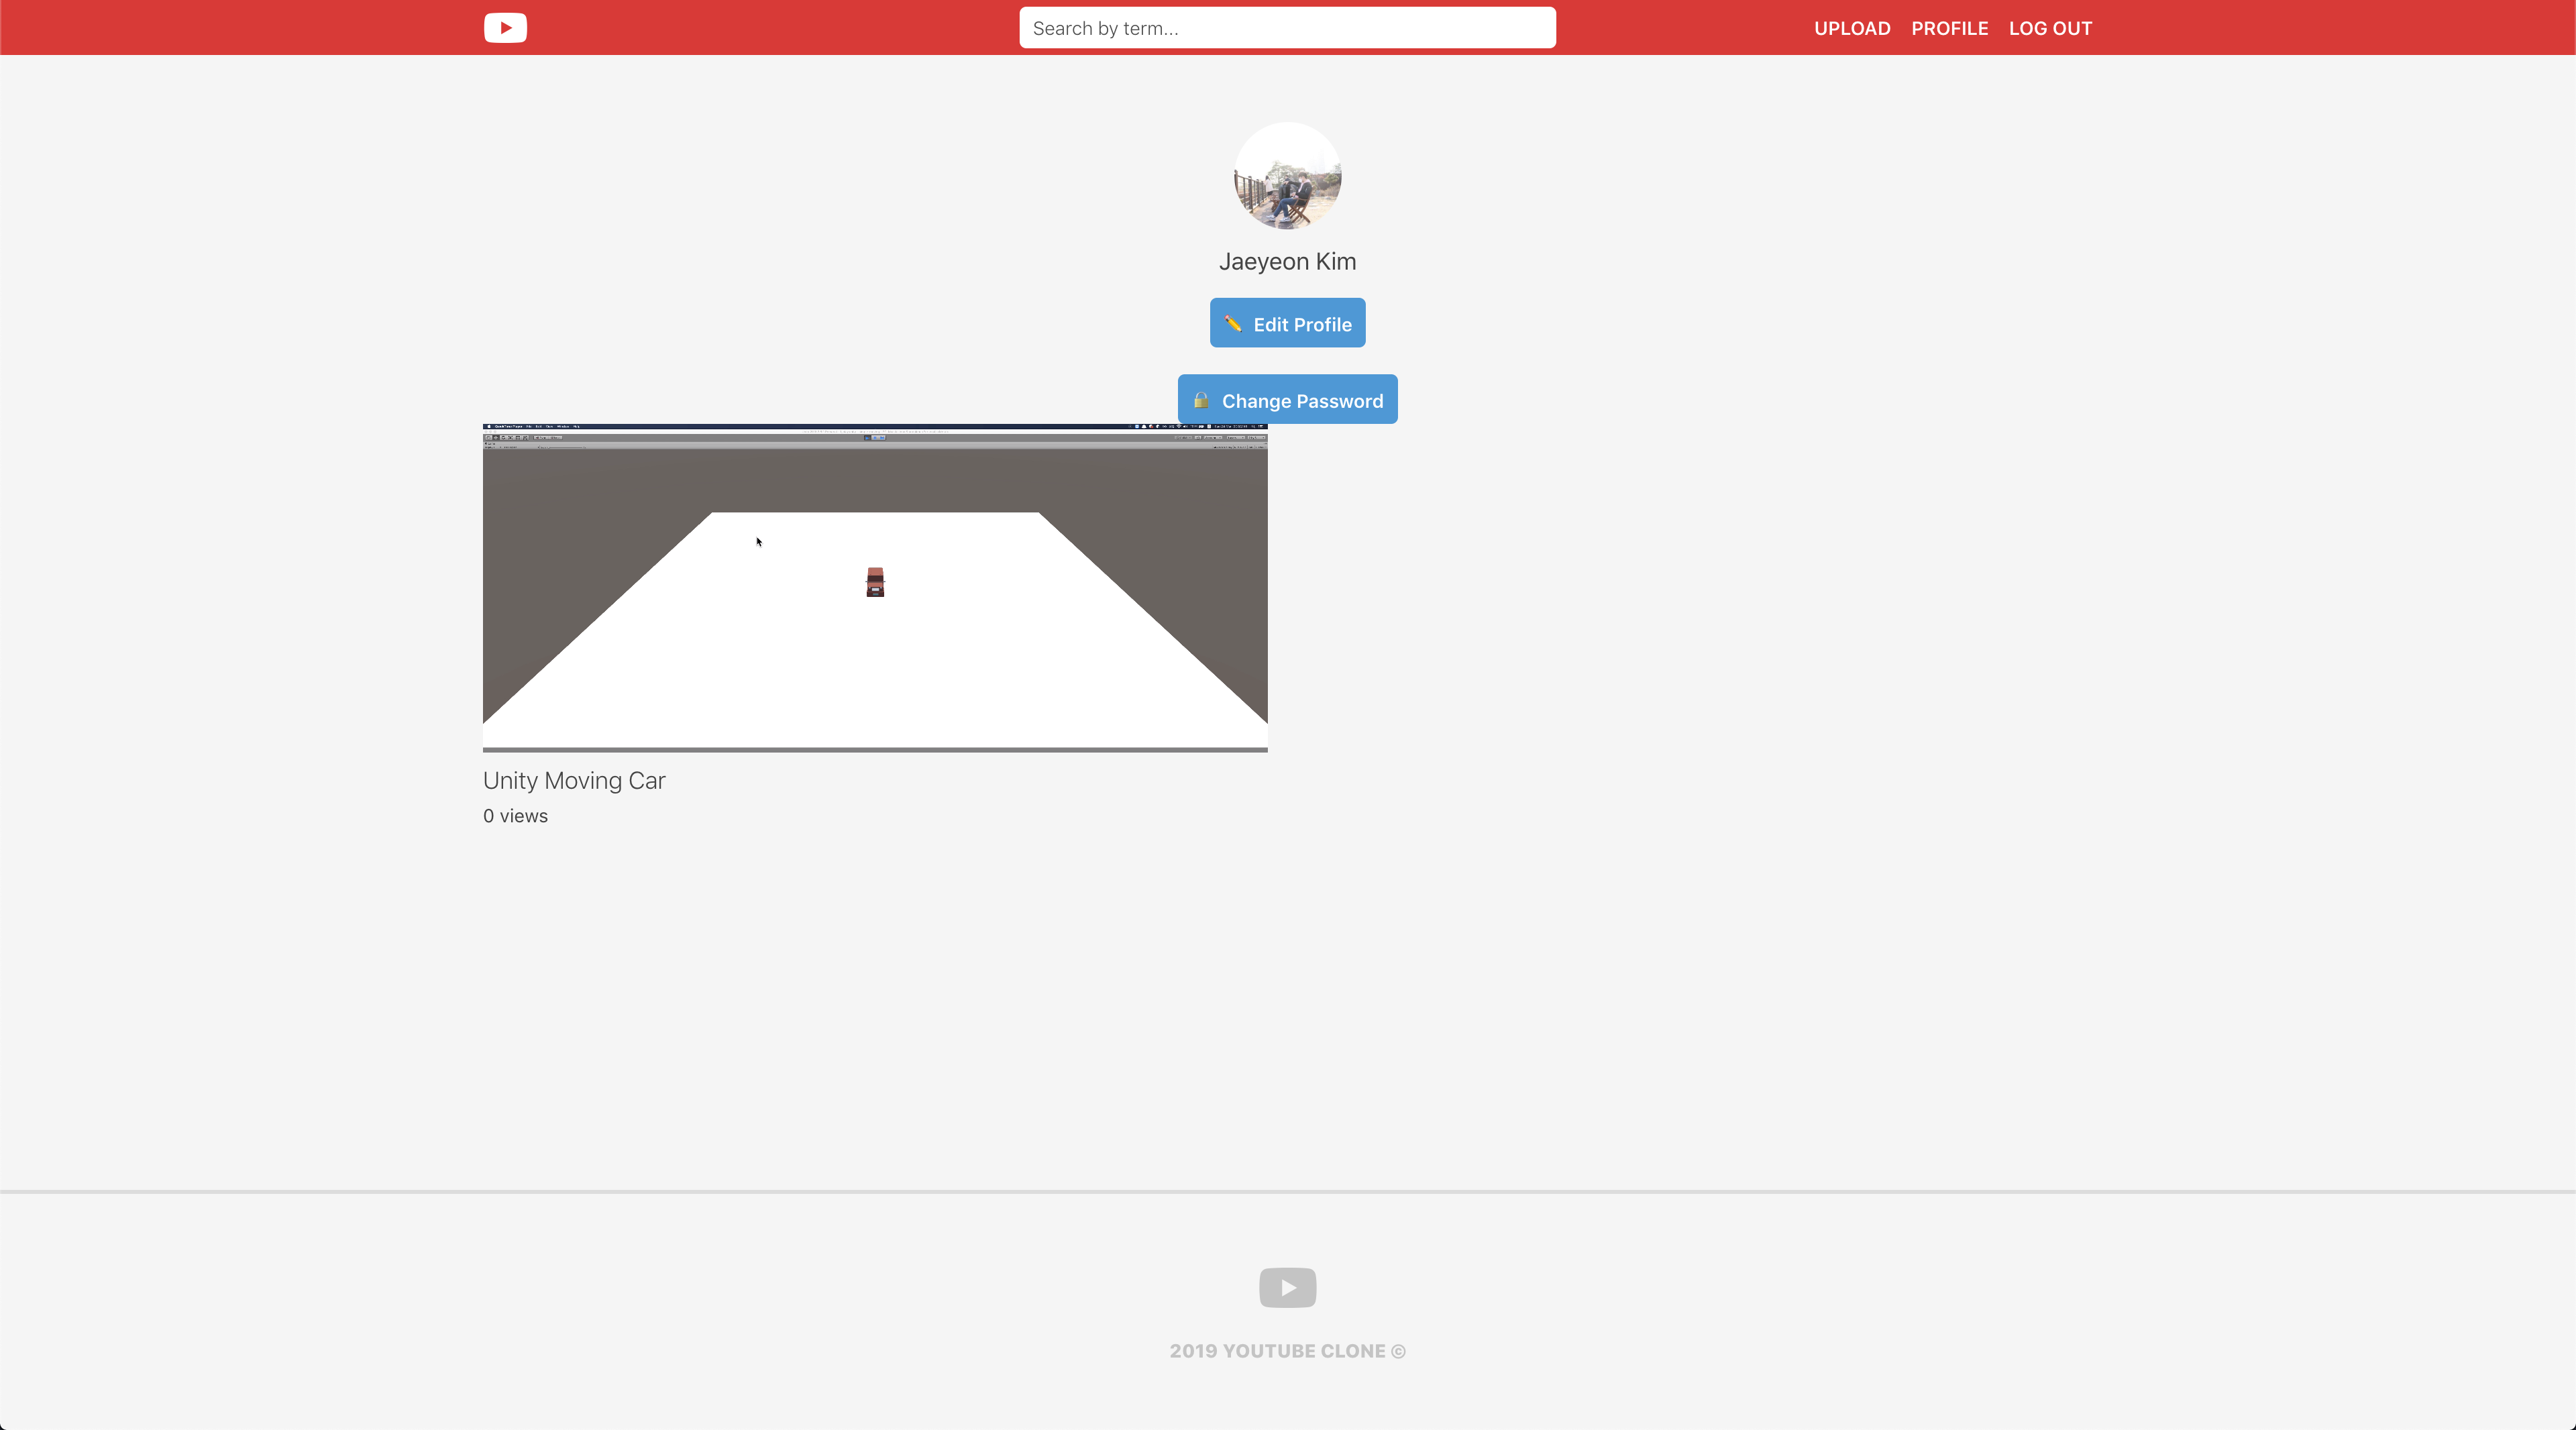 Search by term...
UPLOAD PROFILE LOG OUT
Jaeyeon Kim
Edit Profile
Change Password
Unity Moving Car
0 views
2019 YOUTUBE CLONE ©